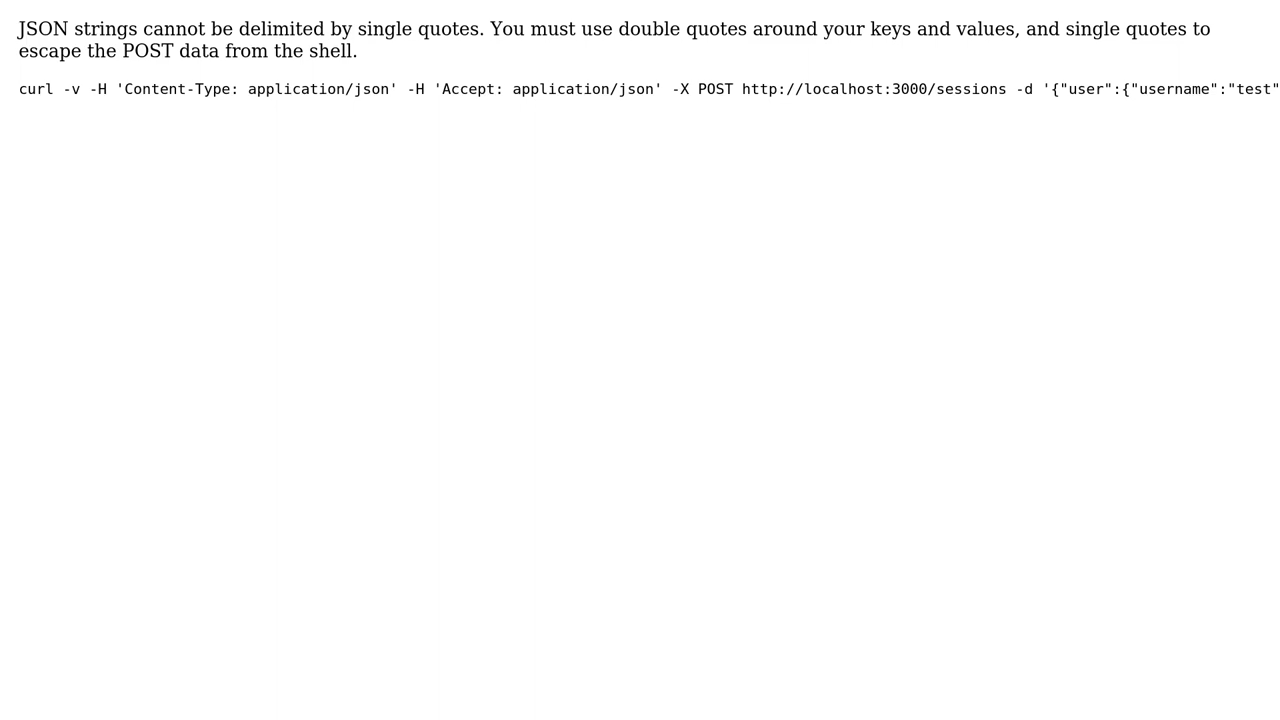 JSON strings cannot be delimited by single quotes. You must use double quotes around your keys and values, and single quotes to
escape the POST data from the shell.
curl -v -H 'Content-Type: application/json' -H 'Accept: application/json' -X POST http://localhost:3000/sessions -d '{"user":{"username":"test"